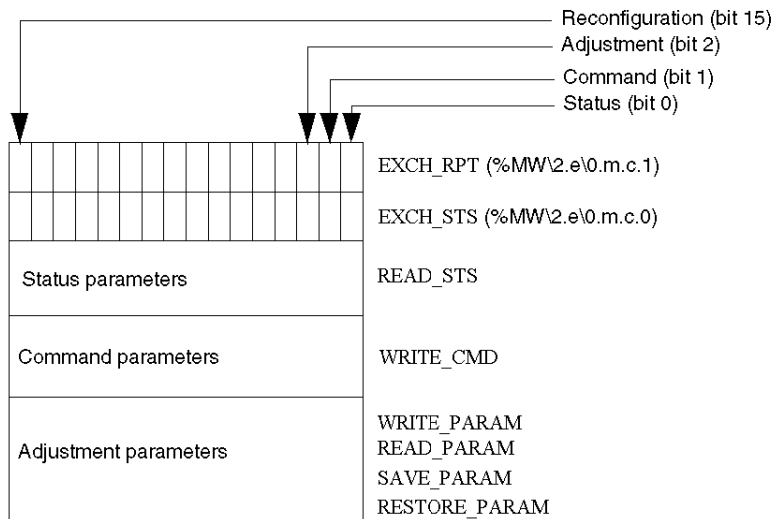 Reconfiguration (bit 15)
Adjustment (bit 2)
Command (bit 1)
Status (bit 0)
EXCH_RPT (%MW\2.e\0.m.c.1)
EXCH_STS (%MW\2.e\0.m.c.0)
Status parameters READ_STS
Command parameters WRITE_CMD
WRITE_PARAM
Adjustment parameters READ_PARAM
SAVE_PARAM
RESTORE_PARAM